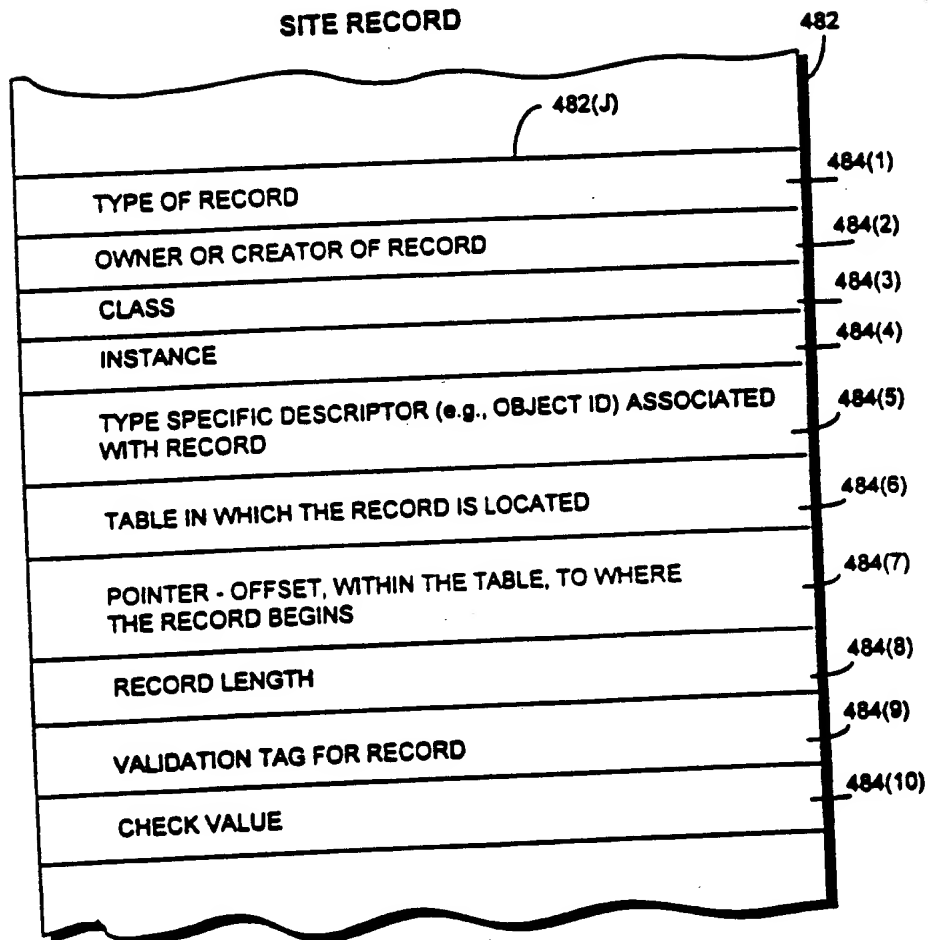 SITE RECORD
482
482(J)
TYPE OF RECORD
484(1)
OWNER OR CREATOR OF RECORD
484(2)
CLASS
484(3)
INSTANCE
484(4)
TYPE SPECIFIC DESCRIPTOR (e.g., OBJECT ID) ASSOCIATED
WITH RECORD
484(5)
TABLE IN WHICH THE RECORD IS LOCATED
484(6)
POINTER - OFFSET, WITHIN THE TABLE, TO WHERE
THE RECORD BEGINS
484(7)
RECORD LENGTH
484(8)
VALIDATION TAG FOR RECORD
484(9)
CHECK VALUE
484(10)